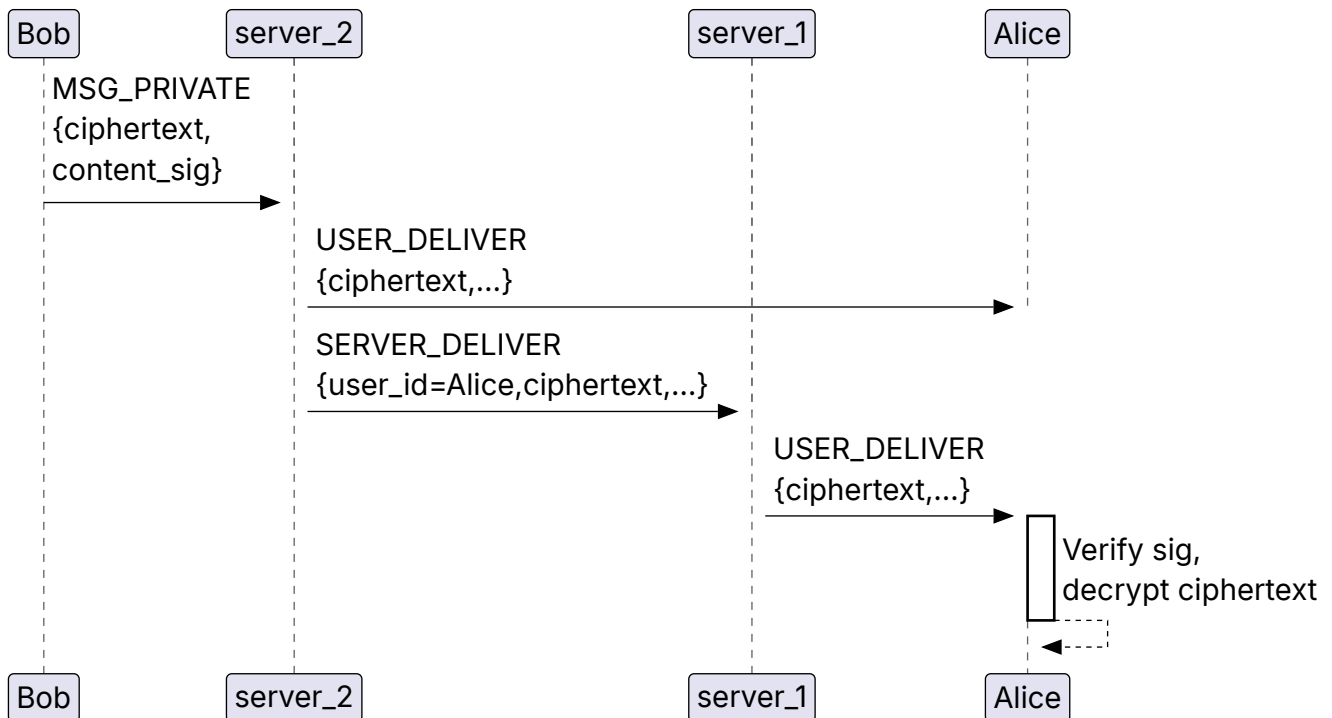 Bob
server_2
server_1
Alice
MSG_PRIVATE
{ciphertext,
content_sig}
USER_DELIVER
{ciphertext,...}
SERVER_DELIVER
{user_id=Alice,ciphertext,...}
USER_DELIVER
{ciphertext,...}
Verify sig,
decrypt ciphertext
Bob
server_2
server_1
Alice